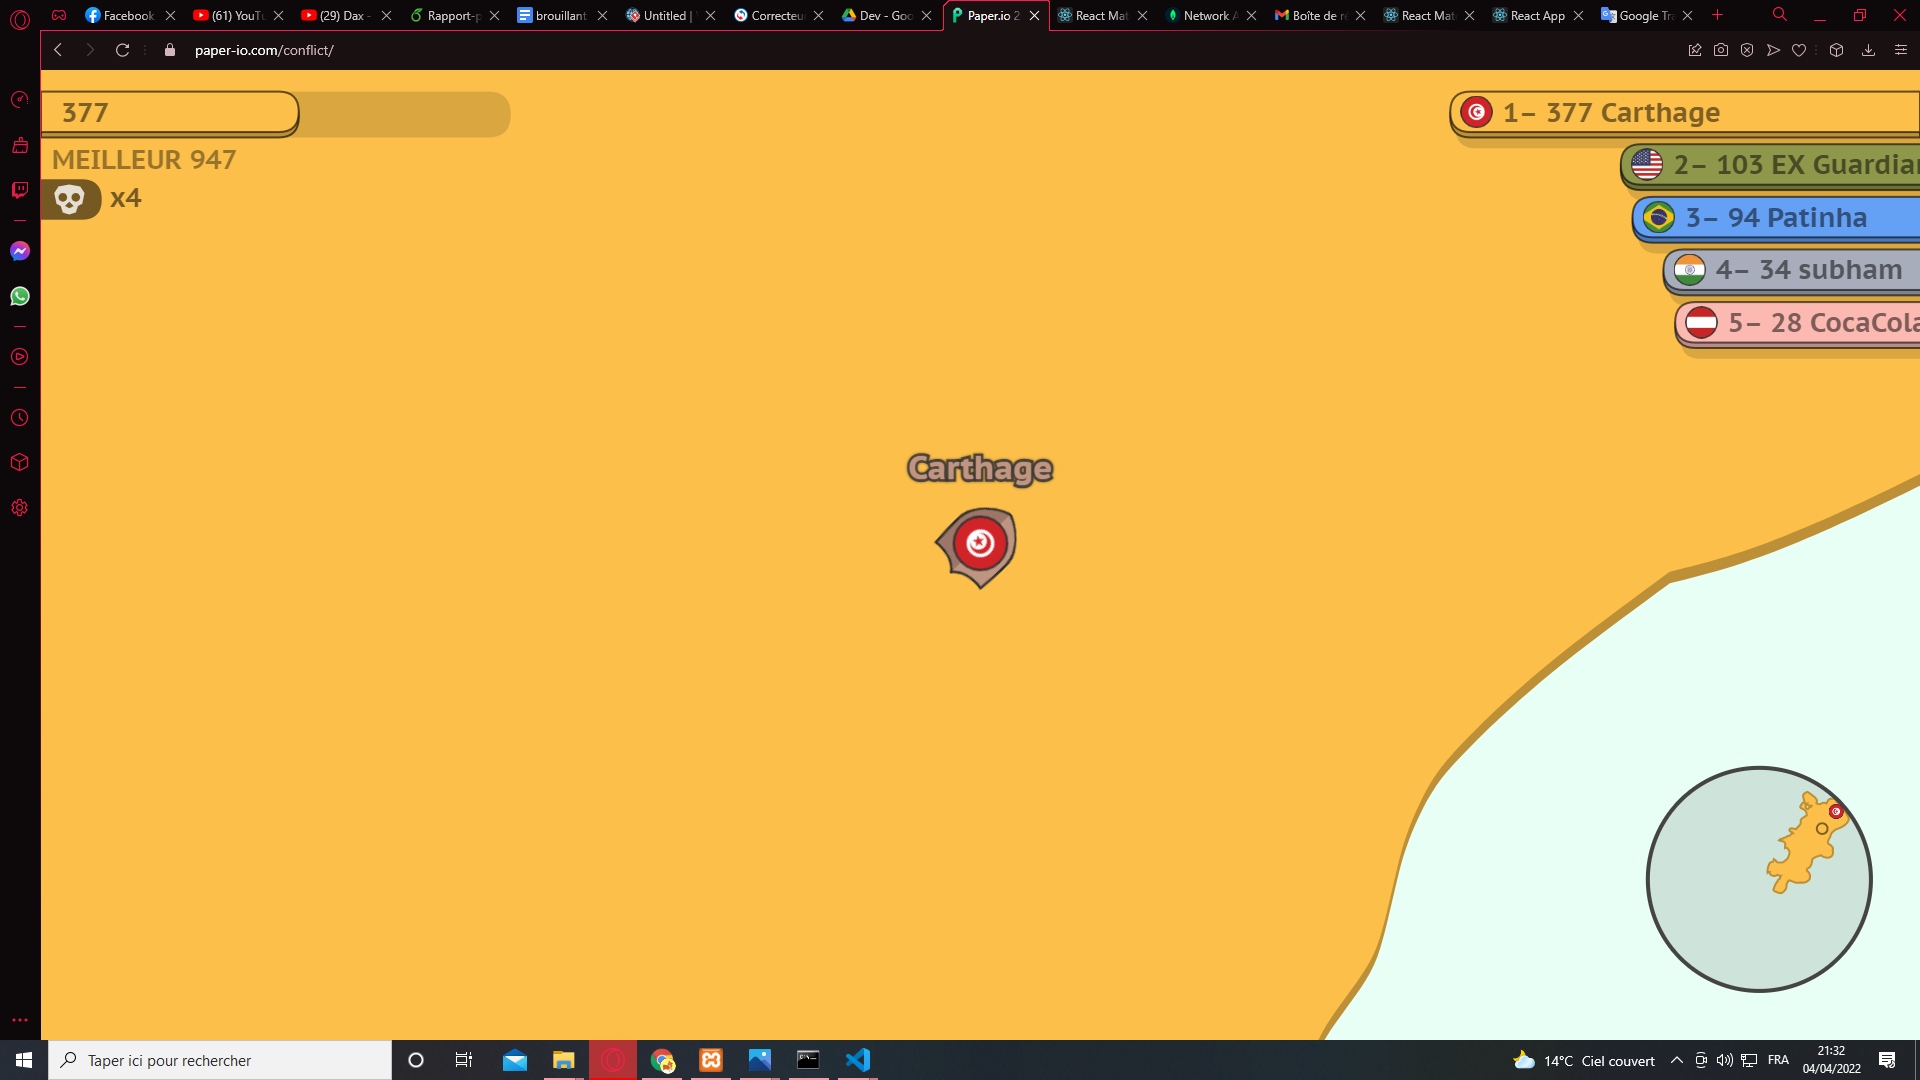 Facebook
(61) YouTu
(29) Dax -
Rapport-p
brouillant
Untitled |
Correcteu
Dev - Goo
Paper.io 2
React Mat
Network A
Boîte de ré
React Mat
React App
Google Tra
paper-io.com/conflict/
377
MEILLEUR 947
x4
1– 377 Carthage
2– 103 EX Guardian
3– 94 Patinha
4– 34 subham
5– 28 CocaCola
Carthage
Taper ici pour rechercher
14°C Ciel couvert
FRA
21:32
04/04/2022